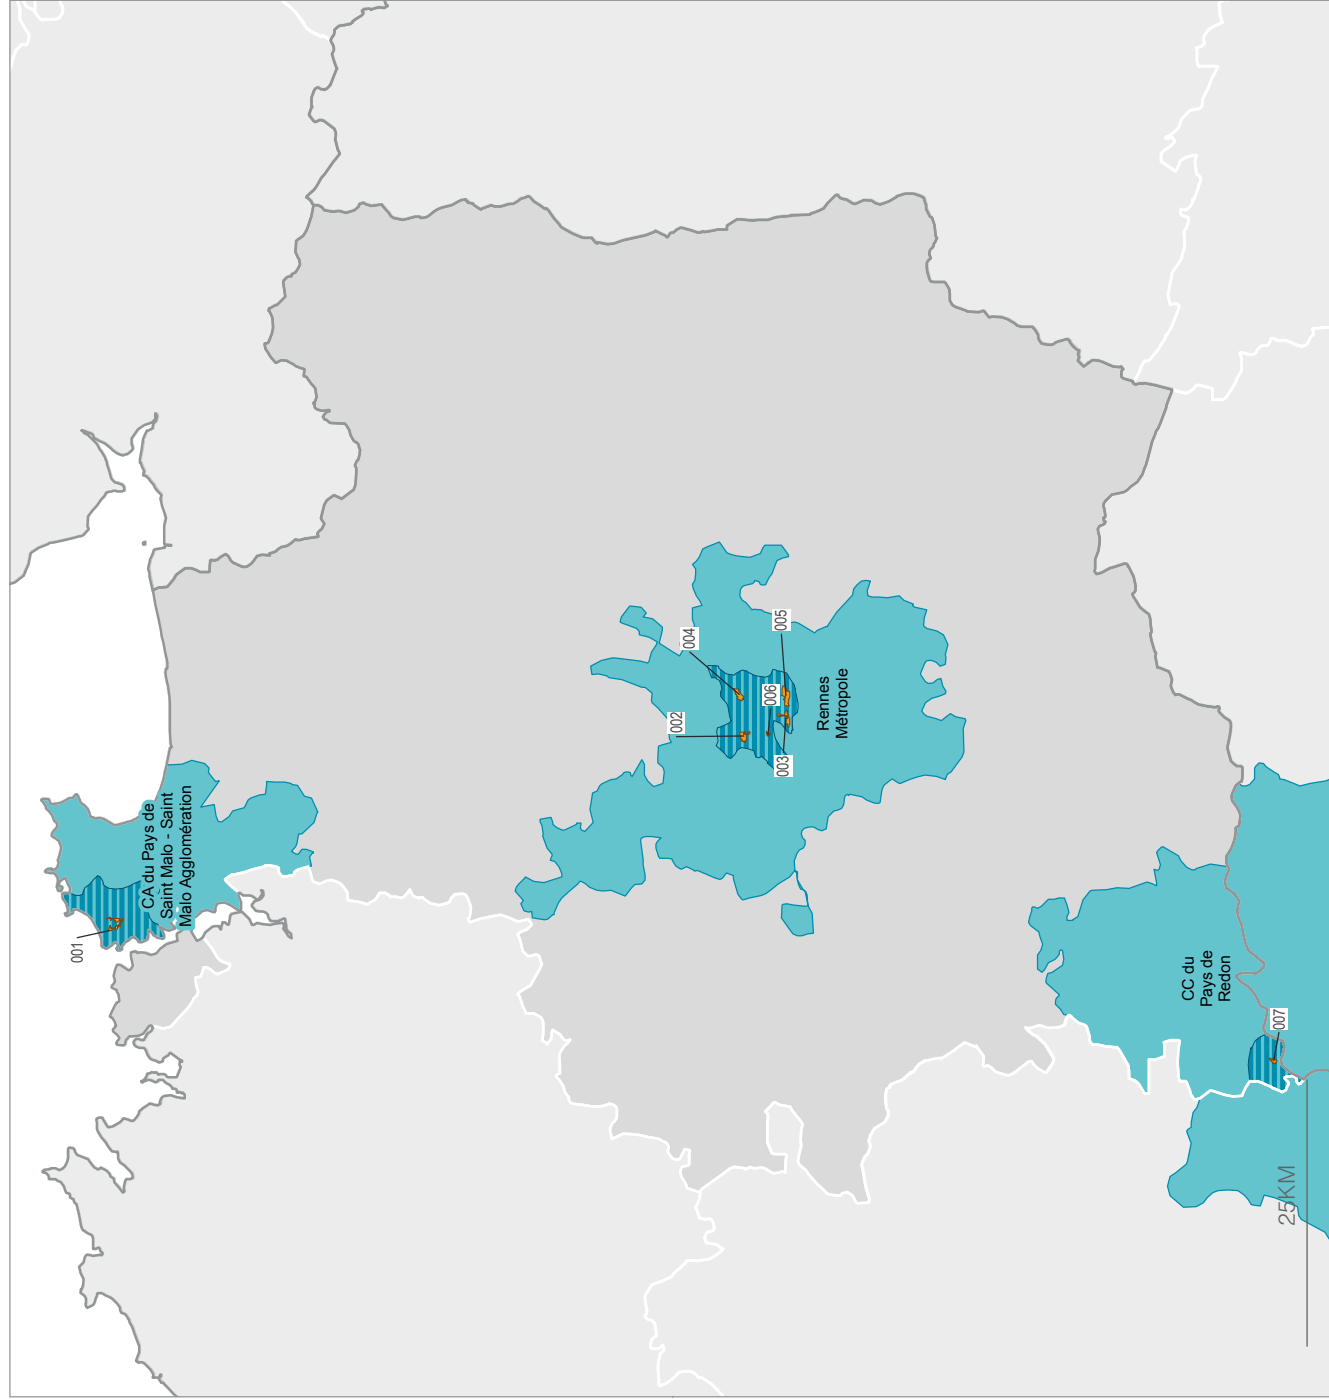 001
CA du Pays de
Saint Malo - Saint
Malo Agglomération
002
004
005
006
003
Rennes
Métropole
CC du
Pays de
Redon
007
25KM